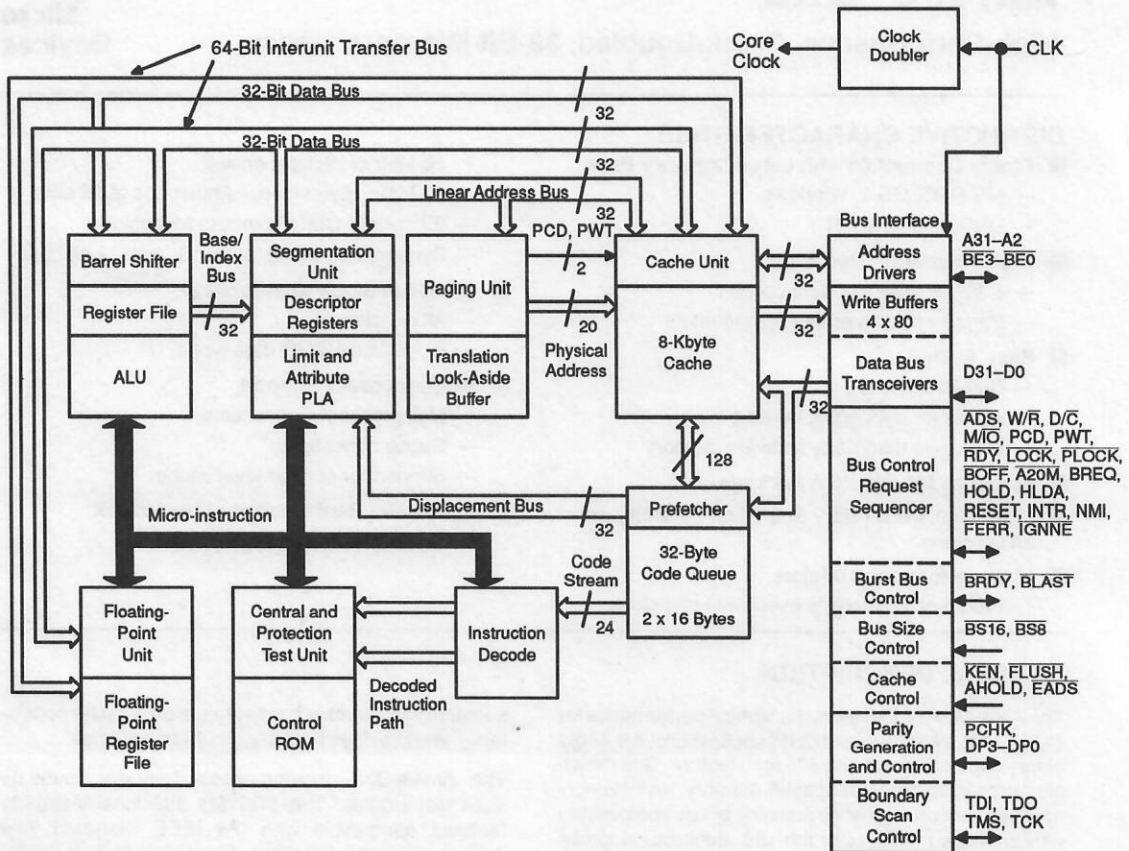 Clock
Doubler
Core
Clock
CLK
64-Bit Interunit Transfer Bus
32-Bit Data Bus
32
32
32-Bit Data Bus
32
Linear Address Bus
32
Bus Interface
Barrel Shifter
Register File
ALU
Base/
Index
Bus
32
Segmentation
Unit
Descriptor
Registers
Limit and
Attribute
PLA
Paging Unit
Translation
Look-Aside
Buffer
PCD, PWT
2
20
Physical
Address
Cache Unit
8-Kbyte
Cache
32
32
32
128
Address
Drivers
A31–A2
BE3–BE0
Write Buffers
4 x 80
Data Bus
Transceivers
D31–D0
Bus Control
Request
Sequencer
ADS, W/R, D/C,
M/IO, PCD, PWT,
RDY, LOCK, PLOCK,
BOFF, A20M, BREQ,
HOLD, HLDA,
RESET, INTR, NMI,
FERR, IGNNE
Burst Bus
Control
BRDY, BLAST
Bus Size
Control
BS16, BS8
Cache
Control
KEN, FLUSH,
AHOLD, EADS
Parity
Generation
and Control
PCHK,
DP3–DP0
Boundary
Scan
Control
TDI, TDO
TMS, TCK
Displacement Bus
32
Micro-instruction
Prefetcher
32-Byte
Code Queue
2 x 16 Bytes
Code
Stream
24
Instruction
Decode
Decoded
Instruction
Path
Central and
Protection
Test Unit
Control
ROM
Floating-
Point
Unit
Floating-
Point
Register
File